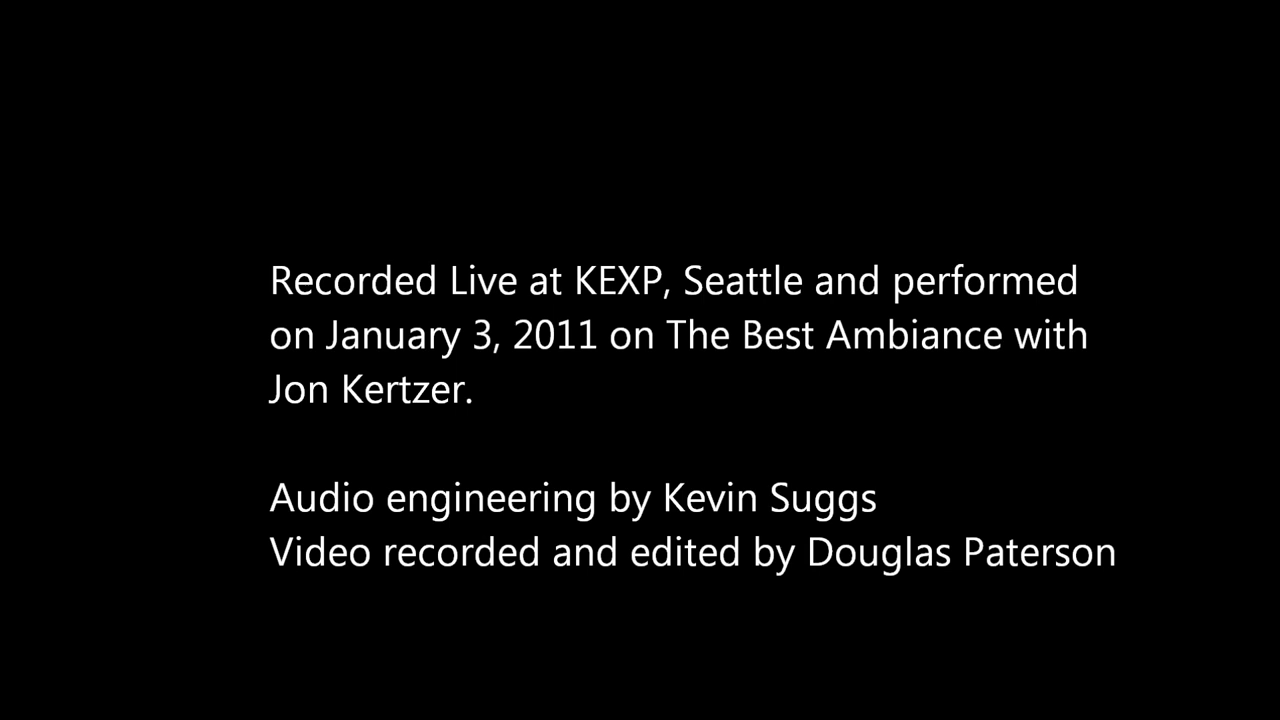 Recorded Live at KEXP, Seattle and performed
on January 3, 2011 on The Best Ambiance with
Jon Kertzer.
Audio engineering by Kevin Suggs
Video recorded and edited by Douglas Paterson